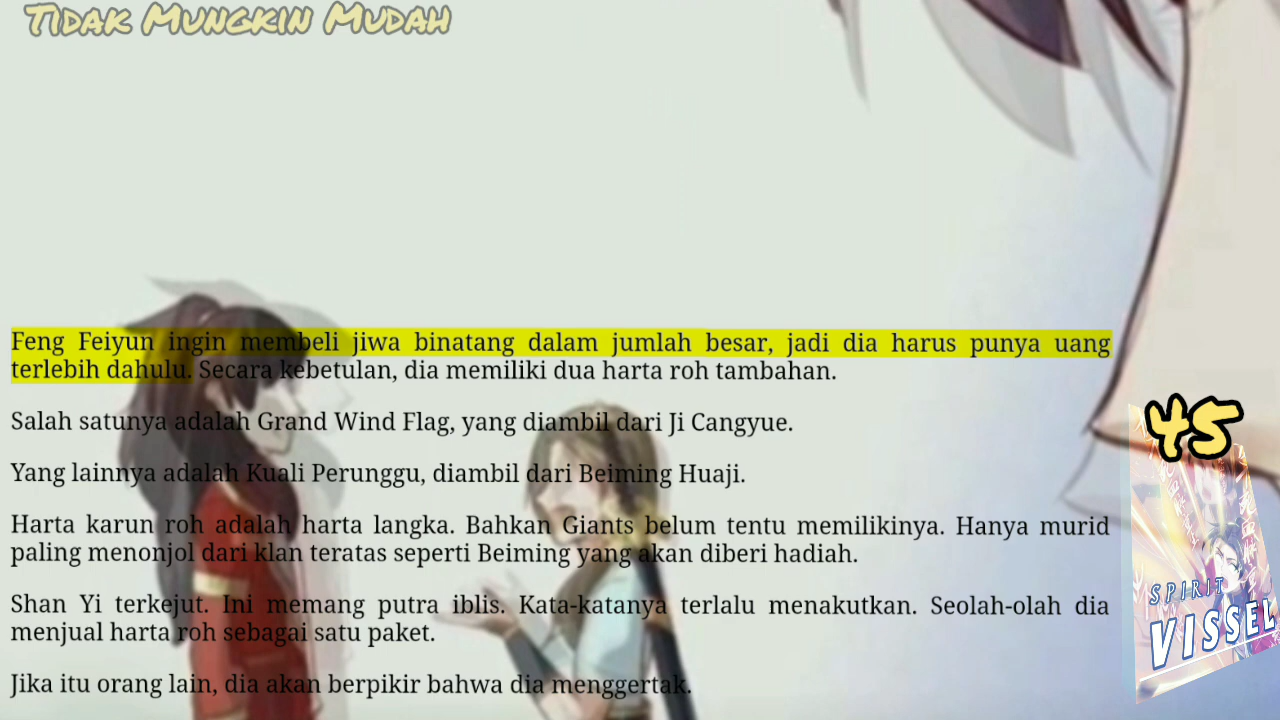 Tidak Mungkin Mudah
Feng Feiyun ingin membeli jiwa binatang dalam jumlah besar, jadi dia harus punya uang
terlebih dahulu. Secara kebetulan, dia memiliki dua harta roh tambahan.
Salah satunya adalah Grand Wind Flag, yang diambil dari Ji Cangyue.
Yang lainnya adalah Kuali Perunggu, diambil dari Beiming Huaji.
Harta karun roh adalah harta langka. Bahkan Giants belum tentu memilikinya. Hanya murid
paling menonjol dari klan teratas seperti Beiming yang akan diberi hadiah.
Shan Yi terkejut. Ini memang putra iblis. Kata-katanya terlalu menakutkan. Seolah-olah dia
menjual harta roh sebagai satu paket.
Jika itu orang lain, dia akan berpikir bahwa dia menggertak.
45
SPIRIT
VISSEL